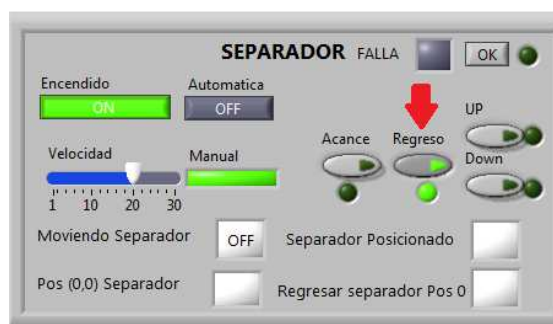 SEPARADOR FALLA OK
Encendido Automatica
ON OFF UP
Acance Regreso
Velocidad Manual Down
1 10 20 30
Moviendo Separador OFF Separador Posicionado
Pos (0,0) Separador Regresar separador Pos 0